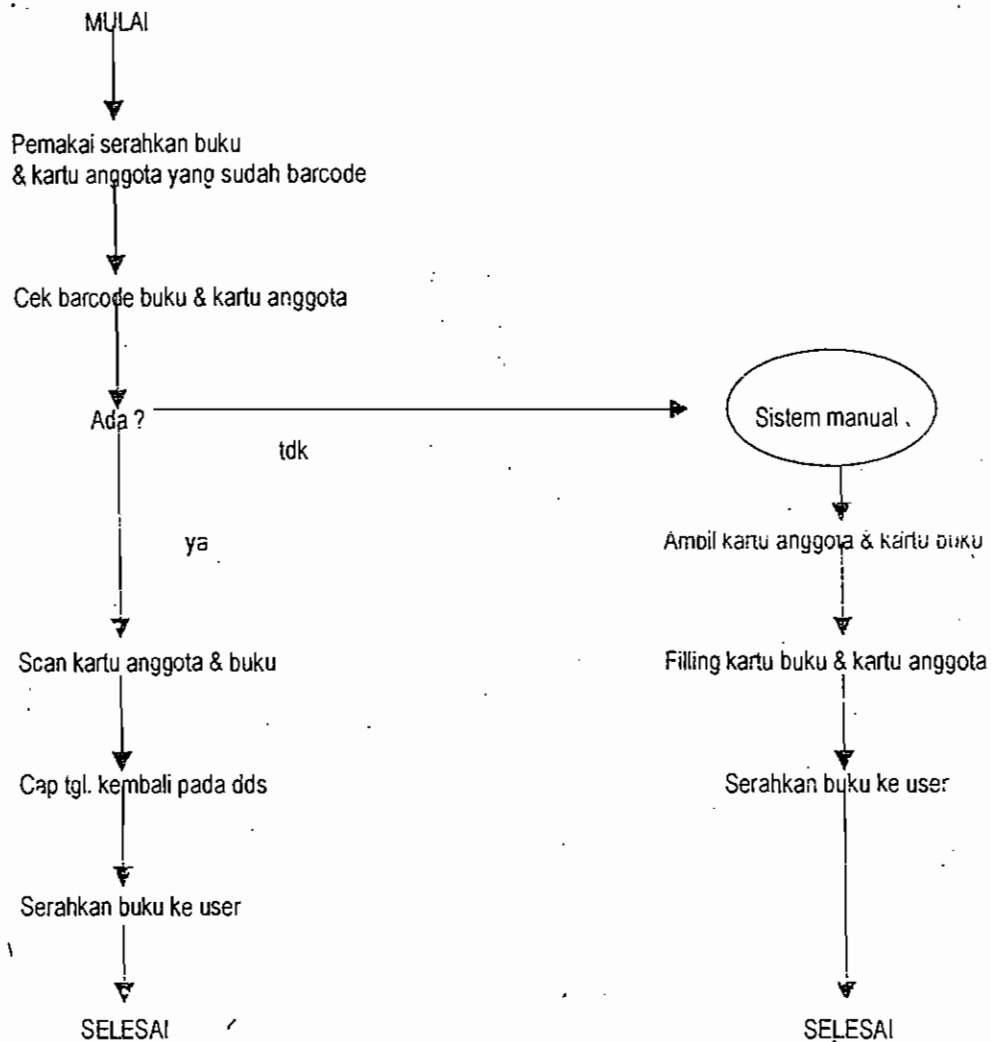 MULAI
Pemakai serahkan buku
& kartu anggota yang sudah barcode
Cek barcode buku & kartu anggota
Ada ?
tdk
Sistem manual
ya
Ambil kartu anggota & kartu buku
Scan kartu anggota & buku
Filling kartu buku & kartu anggota
Cap tgl. kembali pada dds
Serahkan buku ke user
Serahkan buku ke user
SELESAI
SELESAI